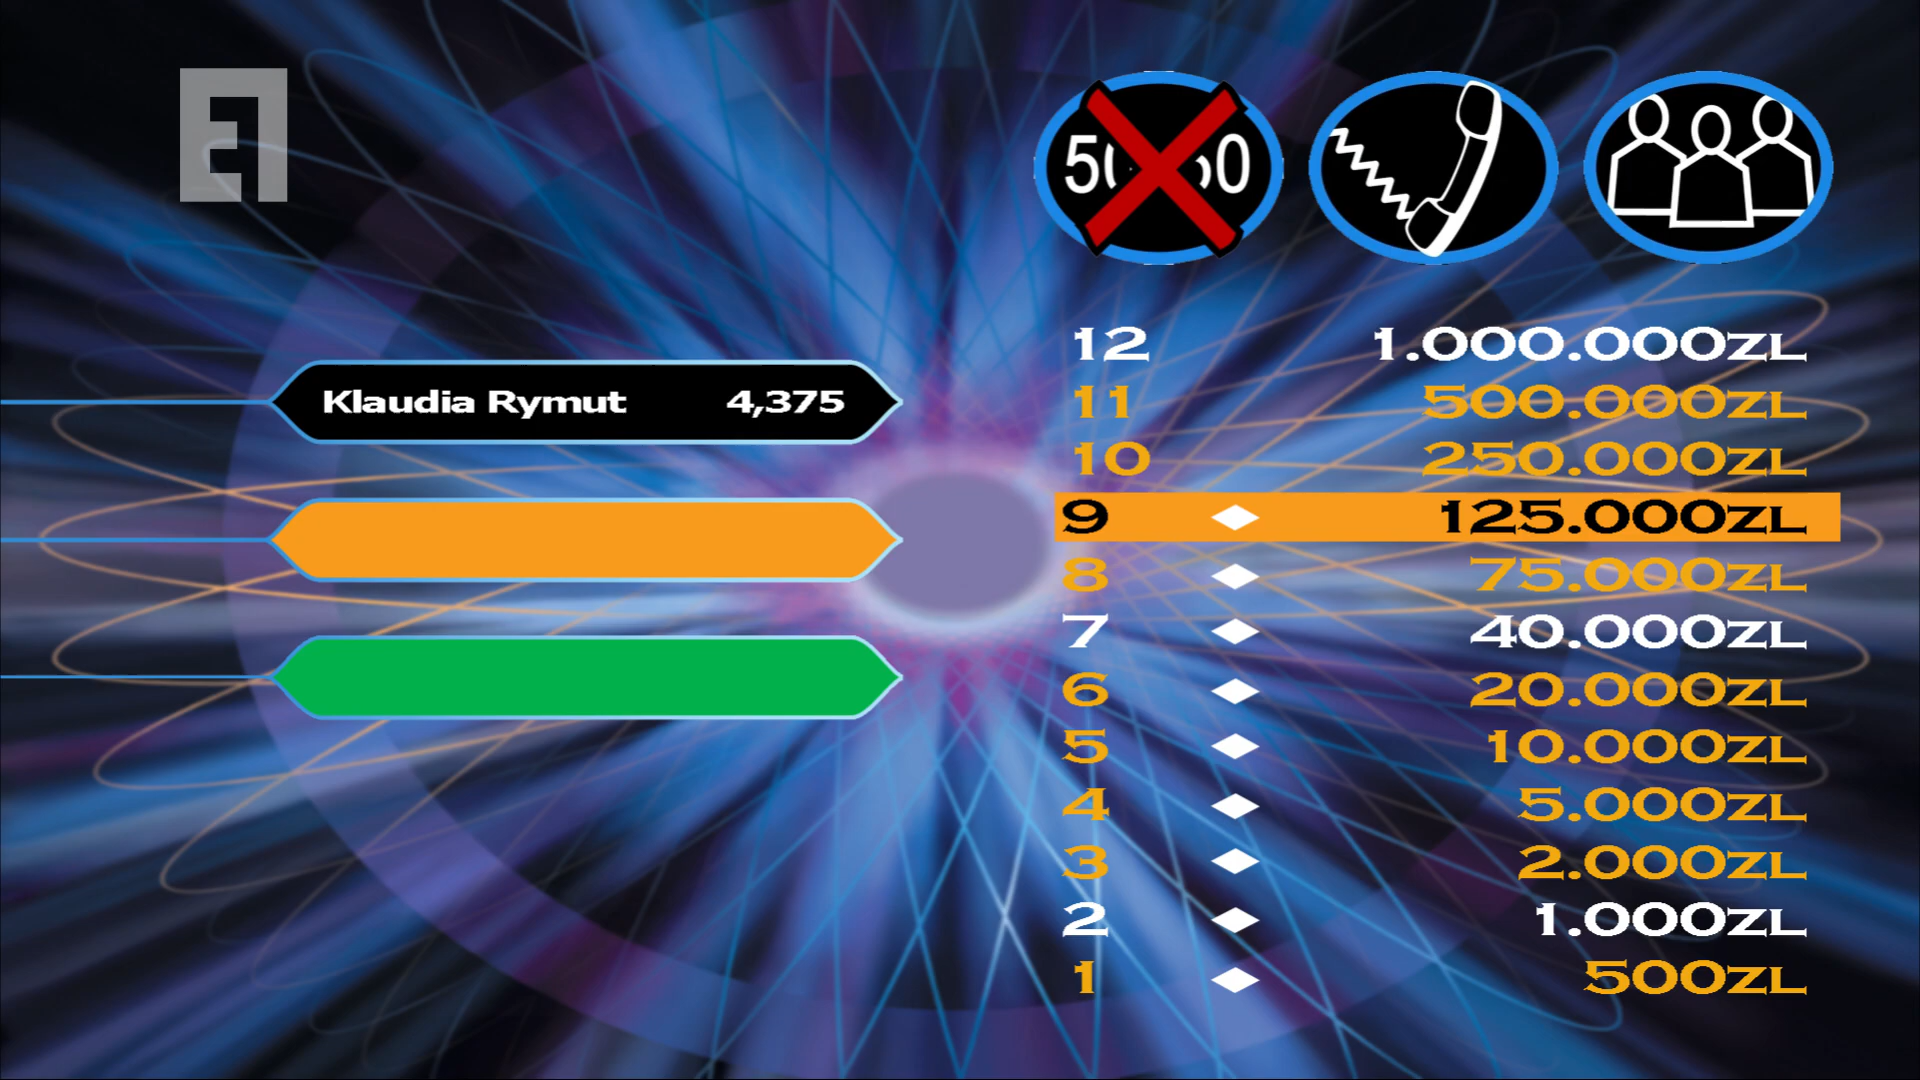 Klaudia Rymut 4,375
12 1.000.000ZL
11 500.000ZL
10 250.000ZL
9 125.000ZL
8 75.000ZL
7 40.000ZL
6 20.000ZL
5 10.000ZL
4 5.000ZL
3 2.000ZL
2 1.000ZL
1 500ZL